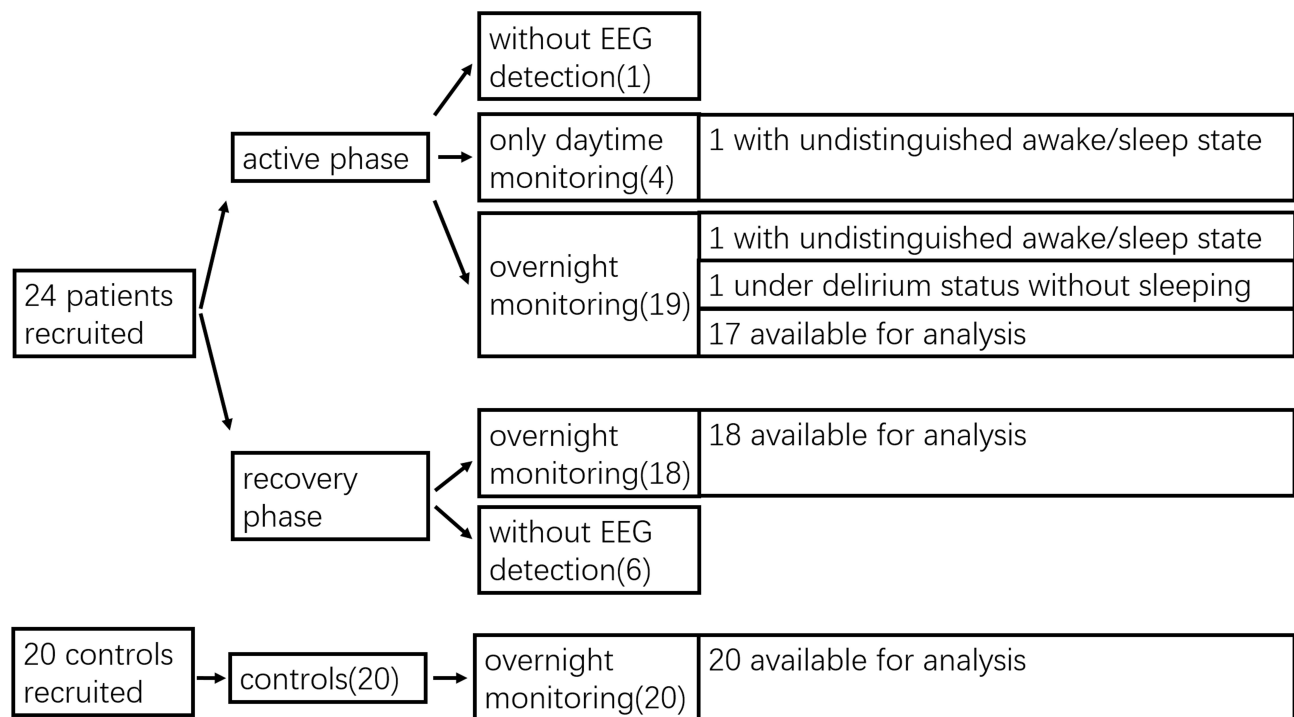 without EEG
detection(1)
active phase
only daytime
monitoring(4)
1 with undistinguished awake/sleep state
overnight
monitoring(19)
1 with undistinguished awake/sleep state
1 under delirium status without sleeping
17 available for analysis
24 patients
recruited
recovery
phase
overnight
monitoring(18)
18 available for analysis
without EEG
detection(6)
20 controls
recruited
controls(20)
overnight
monitoring(20)
20 available for analysis